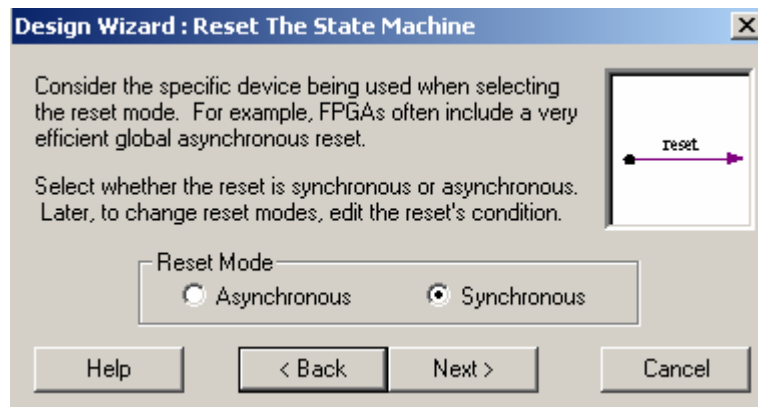 Design Wizard : Reset The State Machine
Consider the specific device being used when selecting
the reset mode. For example, FPGAs often include a very
efficient global asynchronous reset.
reset
Select whether the reset is synchronous or asynchronous.
Later, to change reset modes, edit the reset's condition.
Reset Mode
Asynchronous Synchronous
Help < Back Next > Cancel